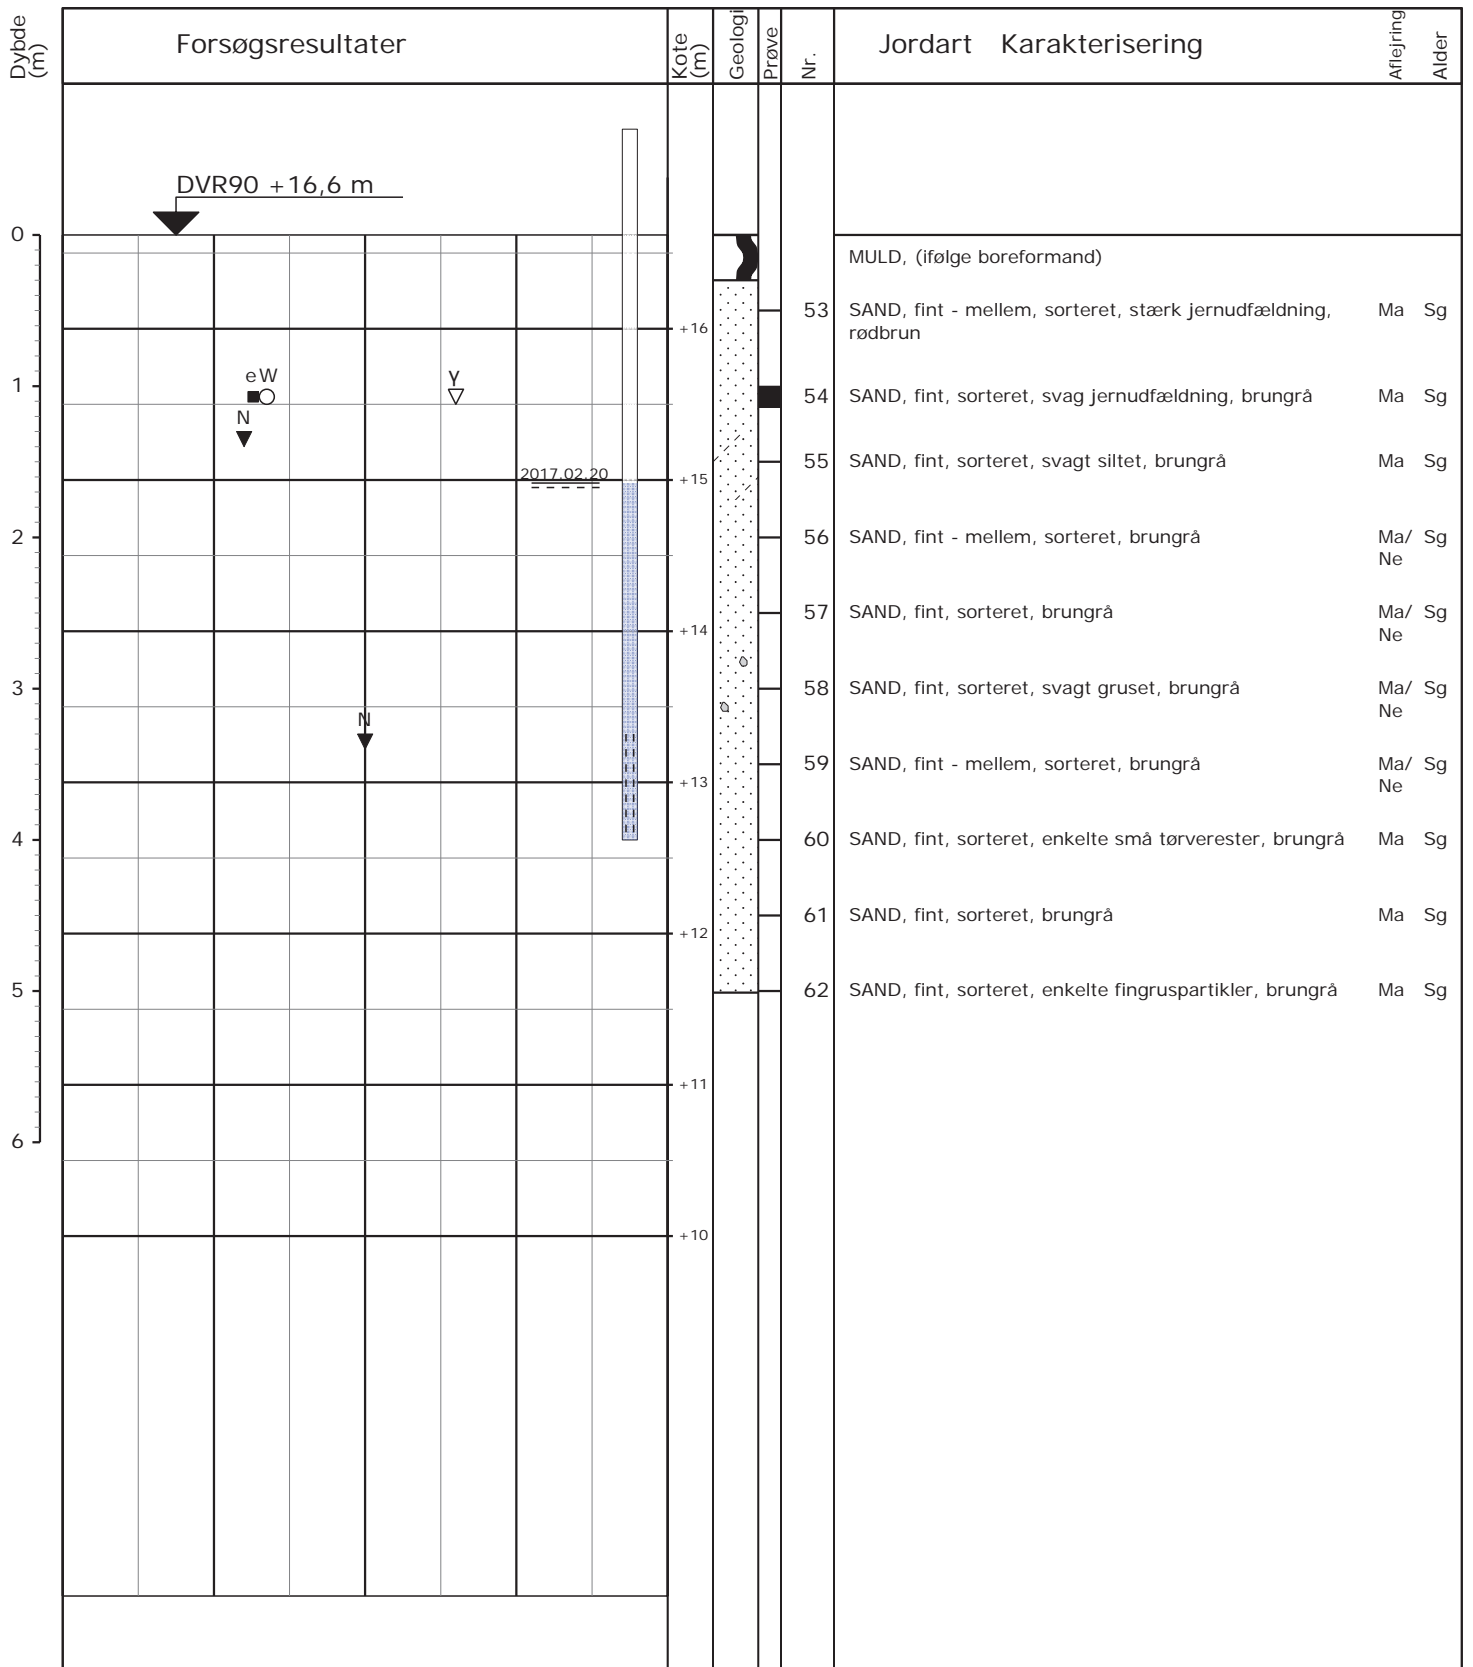 Dybde
(m)
Forsøgsresultater
Kote
(m)
Geologi
Prøve
Nr.
Jordart Karakterisering
Aflejring
Alder
DVR90 +16,6 m
0
MULD, (ifølge boreformand)
53 SAND, fint - mellem, sorteret, stærk jernudfældning, Ma Sg
rødbrun
+16
e W γ
1
54 SAND, fint, sorteret, svag jernudfældning, brungrå Ma Sg
N
55 SAND, fint, sorteret, svagt siltet, brungrå Ma Sg
2017.02.20
+15
2
56 SAND, fint - mellem, sorteret, brungrå Ma/ Sg
Ne
57 SAND, fint, sorteret, brungrå Ma/ Sg
Ne
+14
3
58 SAND, fint, sorteret, svagt gruset, brungrå Ma/ Sg
Ne
N
59 SAND, fint - mellem, sorteret, brungrå Ma/ Sg
Ne
+13
4
60 SAND, fint, sorteret, enkelte små tørverester, brungrå Ma Sg
61 SAND, fint, sorteret, brungrå Ma Sg
+12
5
62 SAND, fint, sorteret, enkelte fingruspartikler, brungrå Ma Sg
+11
6
+10